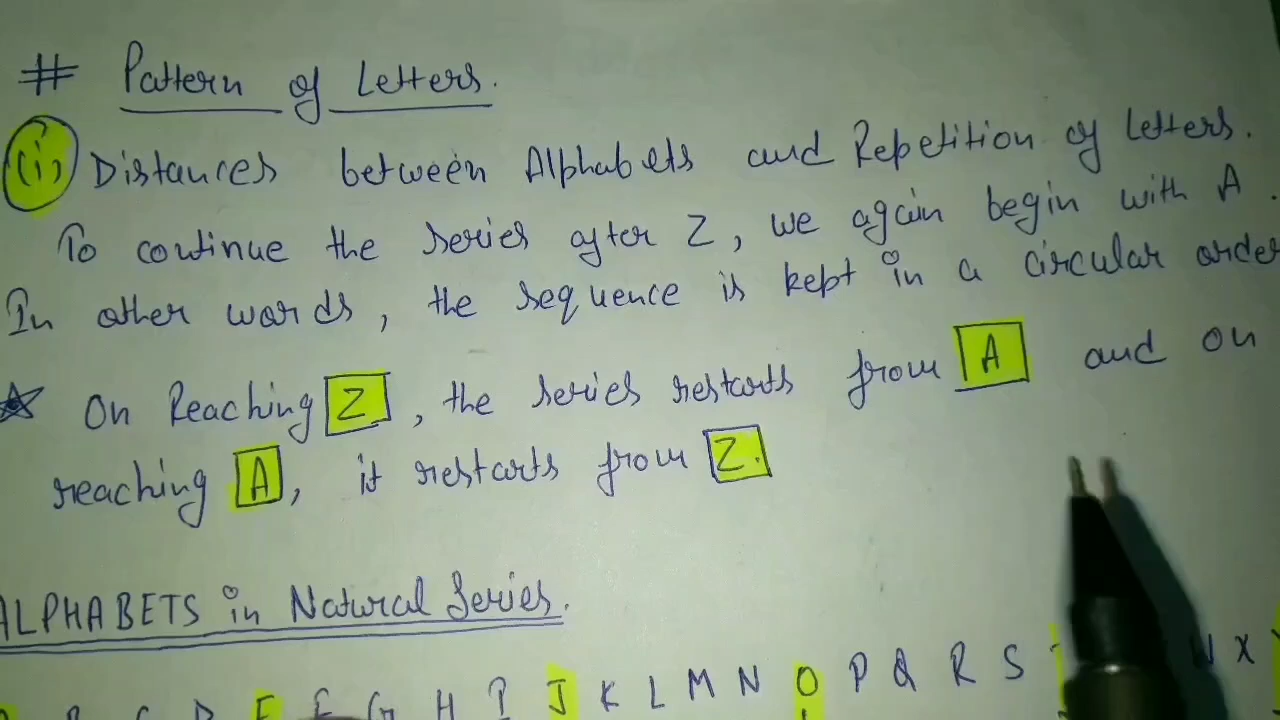 # Pattern of Letters.
(i) Distances between Alphabets and Repetition of Letters.
To continue the series after Z, we again begin with A.
In other words, the sequence is kept in a circular order
On Reaching Z, the series restarts from A and on
reaching A, it restarts from Z.
ALPHABETS in Natural Series.
E F G H I J K L M N O P Q R S X